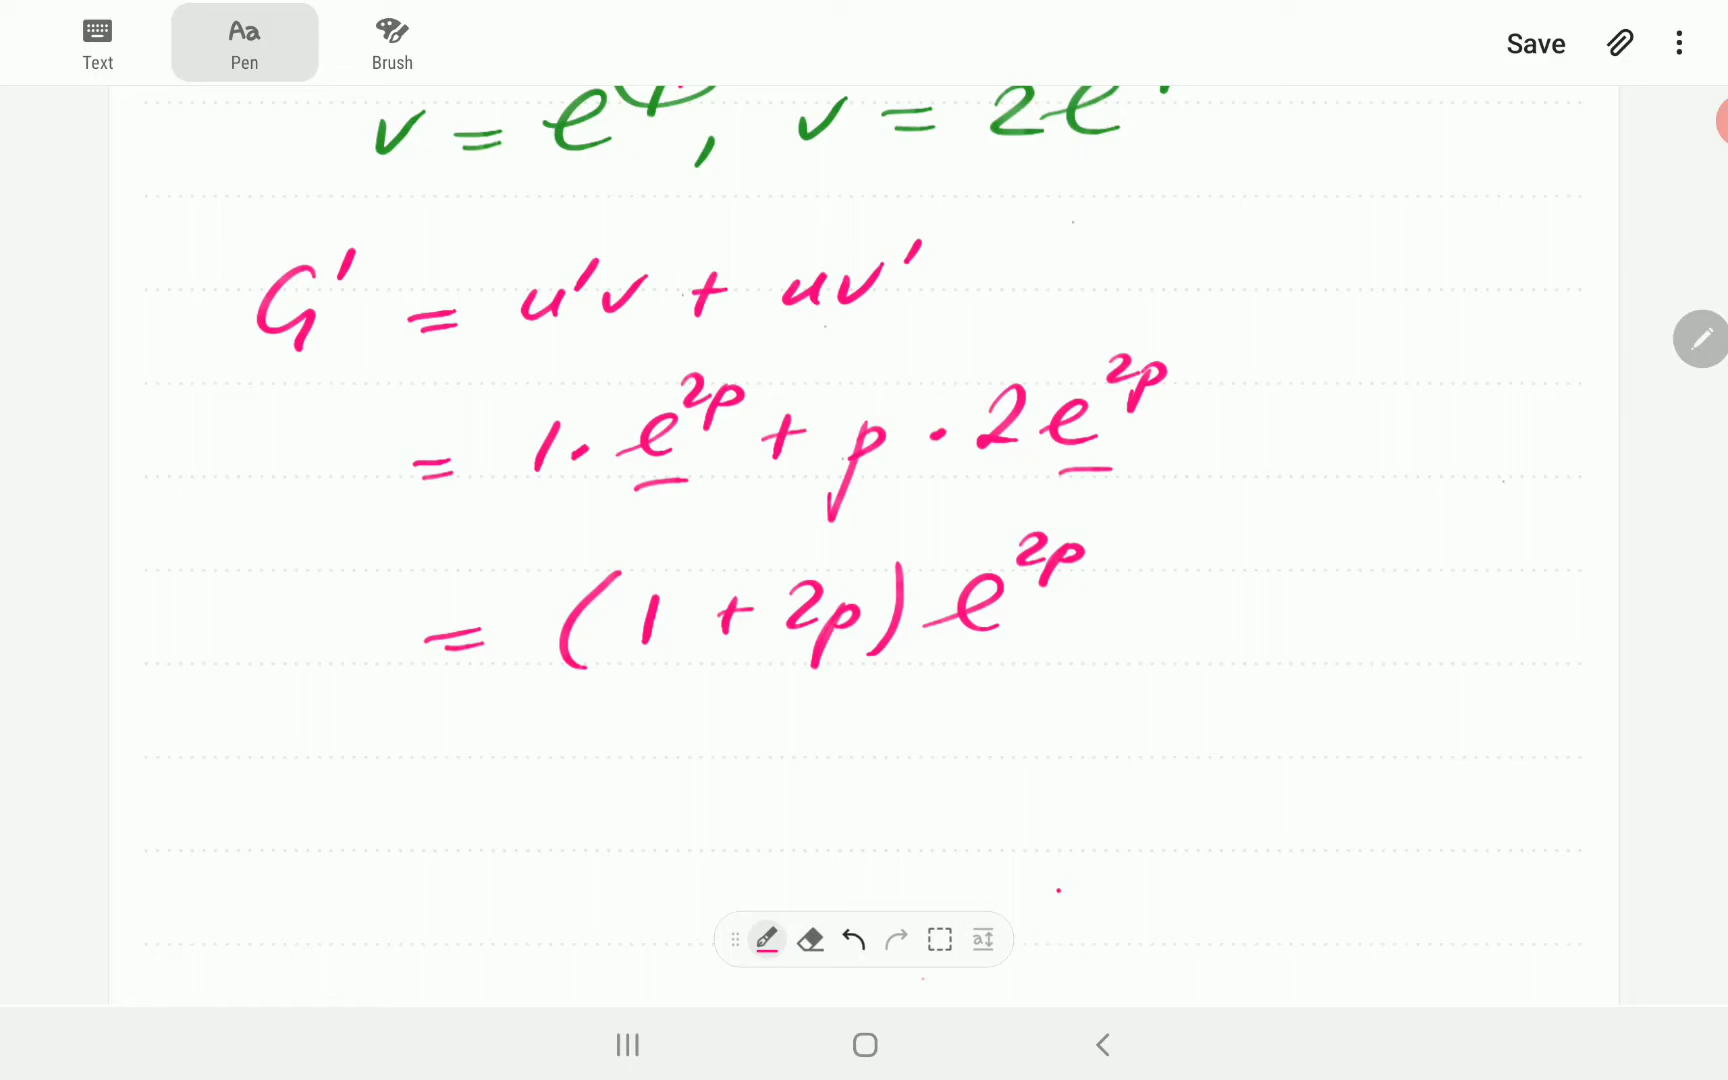 Text Pen Brush Save
v = e , v = 2e
G' = u'v + uv'
= 1 · e^2p + p · 2e^2p
= (1 + 2p) e^2p